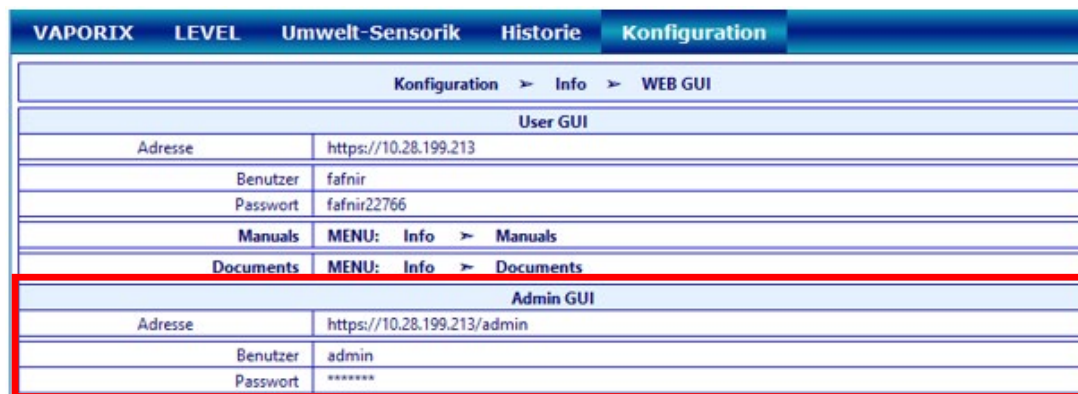 VAPORIX LEVEL Umwelt-Sensorik Historie Konfiguration
Konfiguration ➢ Info ➢ WEB GUI
User GUI
Adresse https://10.28.199.213
Benutzer fafnir
Passwort fafnir22766
Manuals MENU: Info ➢ Manuals
Documents MENU: Info ➢ Documents
Admin GUI
Adresse https://10.28.199.213/admin
Benutzer admin
Passwort *******